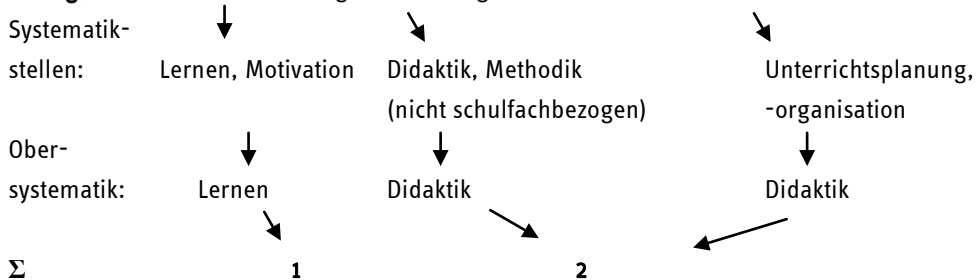 Systematik-
stellen: Lernen, Motivation Didaktik, Methodik Unterrichtsplanung,
(nicht schulfachbezogen) -organisation
Ober-
systematik: Lernen Didaktik Didaktik
Σ 1 2